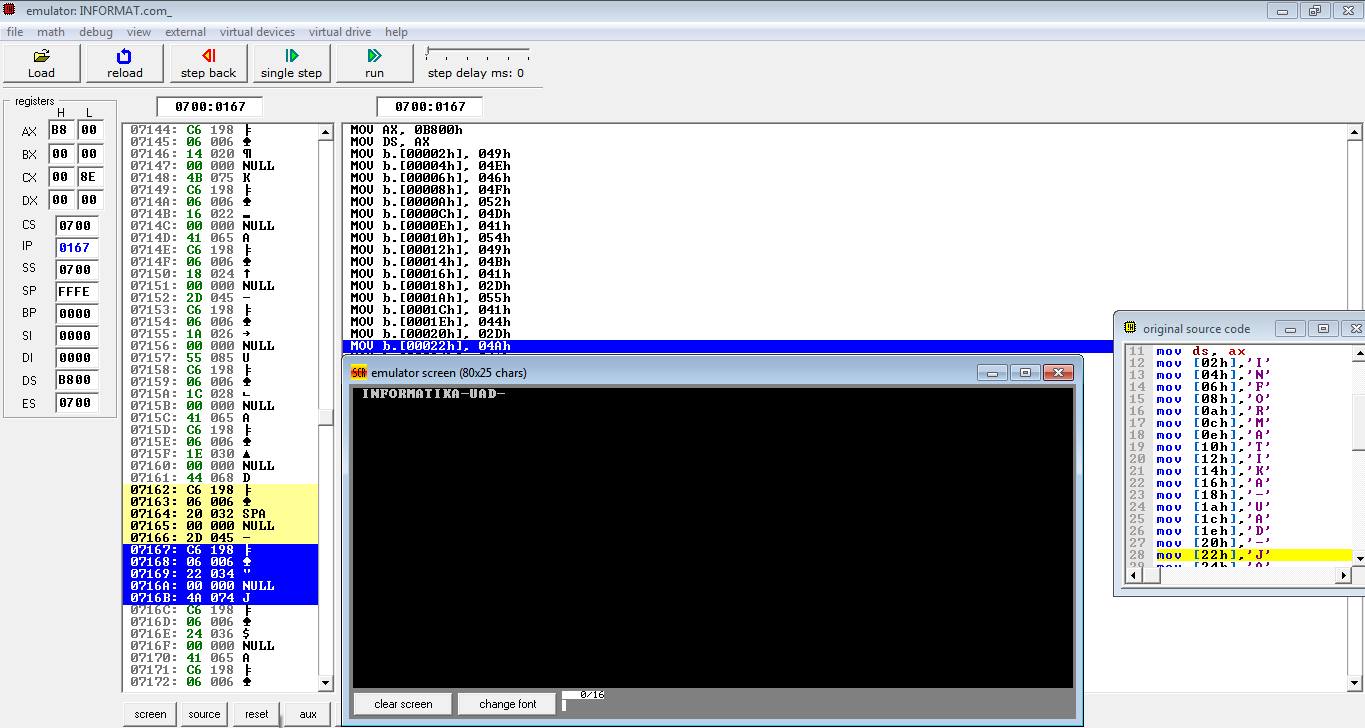 emulator: INFORMAT.com_
file math debug view external virtual devices virtual drive help
Load reload step back single step run step delay ms: 0
registers
H L
AX B8 00
BX 00 00
CX 00 8E
DX 00 00
CS 0700
IP 0167
SS 0700
SP FFFE
BP 0000
SI 0000
DI 0000
DS B800
ES 0700
0700:0167
07144: C6 198 ╞
07145: 06 006 ♠
07146: 14 020 ¶
07147: 00 000 NULL
07148: 4B 075 K
07149: C6 198 ╞
0714A: 06 006 ♠
0714B: 16 022 ▬
0714C: 00 000 NULL
0714D: 41 065 A
0714E: C6 198 ╞
0714F: 06 006 ♠
07150: 18 024 ↑
07151: 00 000 NULL
07152: 2D 045 -
07153: C6 198 ╞
07154: 06 006 ♠
07155: 1A 026 →
07156: 00 000 NULL
07157: 55 085 U
07158: C6 198 ╞
07159: 06 006 ♠
0715A: 1C 028 ∟
0715B: 00 000 NULL
0715C: 41 065 A
0715D: C6 198 ╞
0715E: 06 006 ♠
0715F: 1E 030 ▲
07160: 00 000 NULL
07161: 44 068 D
07162: C6 198 ╞
07163: 06 006 ♠
07164: 20 032 SPA
07165: 00 000 NULL
07166: 2D 045 -
07167: C6 198 ╞
07168: 06 006 ♠
07169: 22 034 "
0716A: 00 000 NULL
0716B: 4A 074 J
0716C: C6 198 ╞
0716D: 06 006 ♠
0716E: 24 036 $
0716F: 00 000 NULL
07170: 41 065 A
07171: C6 198 ╞
07172: 06 006 ♠
0700:0167
MOV AX, 0B800h
MOV DS, AX
MOV b.[00002h], 049h
MOV b.[00004h], 04Eh
MOV b.[00006h], 046h
MOV b.[00008h], 04Fh
MOV b.[0000Ah], 052h
MOV b.[0000Ch], 04Dh
MOV b.[0000Eh], 041h
MOV b.[00010h], 054h
MOV b.[00012h], 049h
MOV b.[00014h], 04Bh
MOV b.[00016h], 041h
MOV b.[00018h], 02Dh
MOV b.[0001Ah], 055h
MOV b.[0001Ch], 041h
MOV b.[0001Eh], 044h
MOV b.[00020h], 02Dh
MOV b.[00022h], 04Ah
emulator screen (80x25 chars)
INFORMATIKA-UAD-
clear screen change font 0/16
original source code
11 mov ds, ax
12 mov [02h],'I'
13 mov [04h],'N'
14 mov [06h],'F'
15 mov [08h],'O'
16 mov [0ah],'R'
17 mov [0ch],'M'
18 mov [0eh],'A'
19 mov [10h],'T'
20 mov [12h],'I'
21 mov [14h],'K'
22 mov [16h],'A'
23 mov [18h],'-'
24 mov [1ah],'U'
25 mov [1ch],'A'
26 mov [1eh],'D'
27 mov [20h],'-'
28 mov [22h],'J'
29 mov [24h],'A'
screen source reset aux